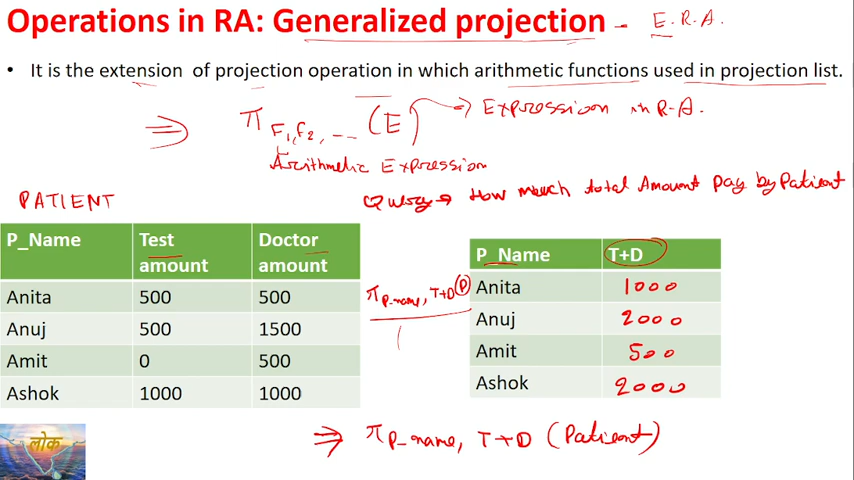 Operations in RA: Generalized projection - E.R.A.
• It is the extension of projection operation in which arithmetic functions used in projection list.
⇒ π F1, F2, --- (E) → Expression in R.A.
Arithmetic Expression
Query → How much total Amount pay by Patient
PATIENT
P_Name Test amount Doctor amount
Anita 500 500
Anuj 500 1500
Amit 0 500
Ashok 1000 1000
π P_name, T+D (P)
P_Name T+D
Anita 1000
Anuj 2000
Amit 500
Ashok 2000
⇒ π P_name, T+D (Patient)
लोक